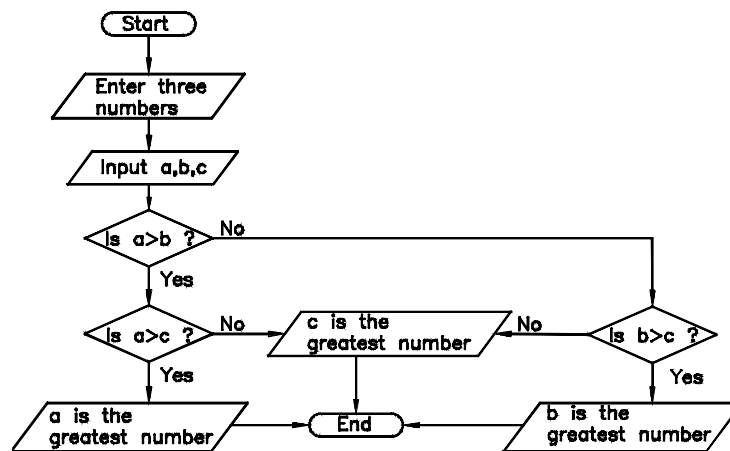 Start
Enter three
numbers
Input a,b,c
Is a>b ?
No
Yes
Is a>c ?
No
c is the
greatest number
No
Is b>c ?
Yes
Yes
a is the
greatest number
End
b is the
greatest number